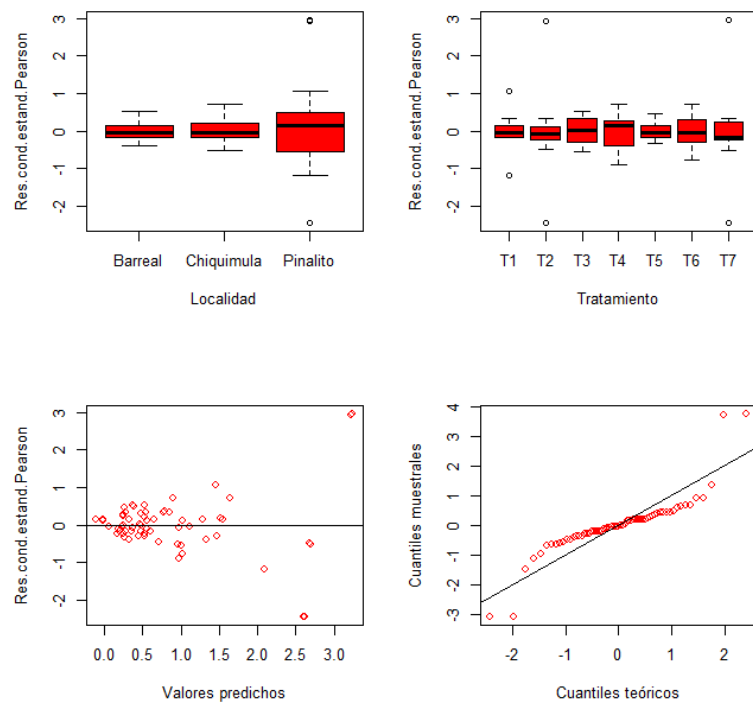 Res.cond.estand.Pearson
3
2
1
0
-1
-2
Barreal Chiquimula Pinalito
Localidad
Res.cond.estand.Pearson
3
2
1
0
-1
-2
T1 T2 T3 T4 T5 T6 T7
Tratamiento
Res.cond.estand.Pearson
3
2
1
0
-1
-2
0.0 0.5 1.0 1.5 2.0 2.5 3.0
Valores predichos
Cuantiles muestrales
4
3
2
1
0
-1
-2
-3
-2 -1 0 1 2
Cuantiles teóricos